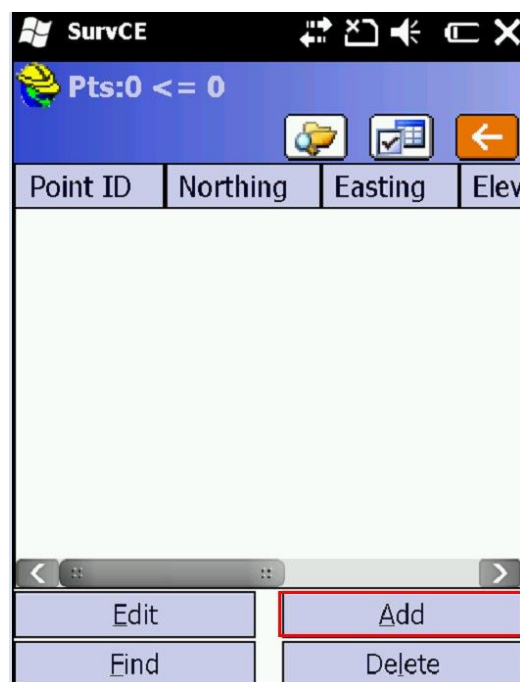 SurvCE
Pts:0 <= 0
Point ID Northing Easting Elev
Edit Add
Find Delete